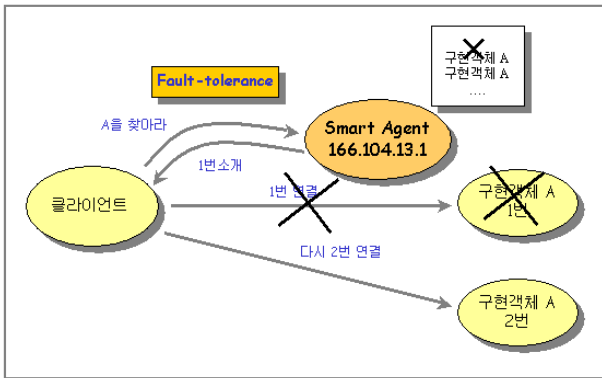 구현객체 A
구현객체 A
....
Fault-tolerance
A을 찾아라
Smart Agent
166.104.13.1
1번소개
클라이언트
1번 연결
구현객체 A
1번
다시 2번 연결
구현객체 A
2번